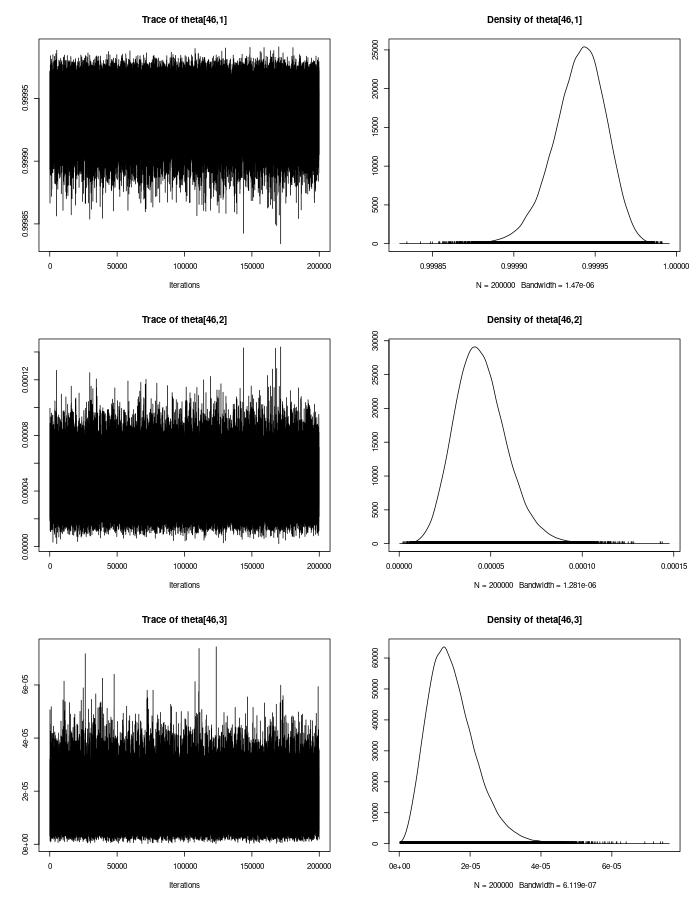 Trace of theta[46,1]
0.99985 0.99990 0.99995
0 50000 100000 150000 200000
Iterations
Density of theta[46,1]
0 5000 10000 15000 20000 25000
0.99985 0.99990 0.99995 1.00000
N = 200000 Bandwidth = 1.47e-06
Trace of theta[46,2]
0.00000 0.00004 0.00008 0.00012
0 50000 100000 150000 200000
Iterations
Density of theta[46,2]
0 5000 10000 15000 20000 25000 30000
0.00000 0.00005 0.00010 0.00015
N = 200000 Bandwidth = 1.281e-06
Trace of theta[46,3]
0e+00 2e-05 4e-05 6e-05
0 50000 100000 150000 200000
Iterations
Density of theta[46,3]
0 10000 20000 30000 40000 50000 60000
0e+00 2e-05 4e-05 6e-05
N = 200000 Bandwidth = 6.119e-07